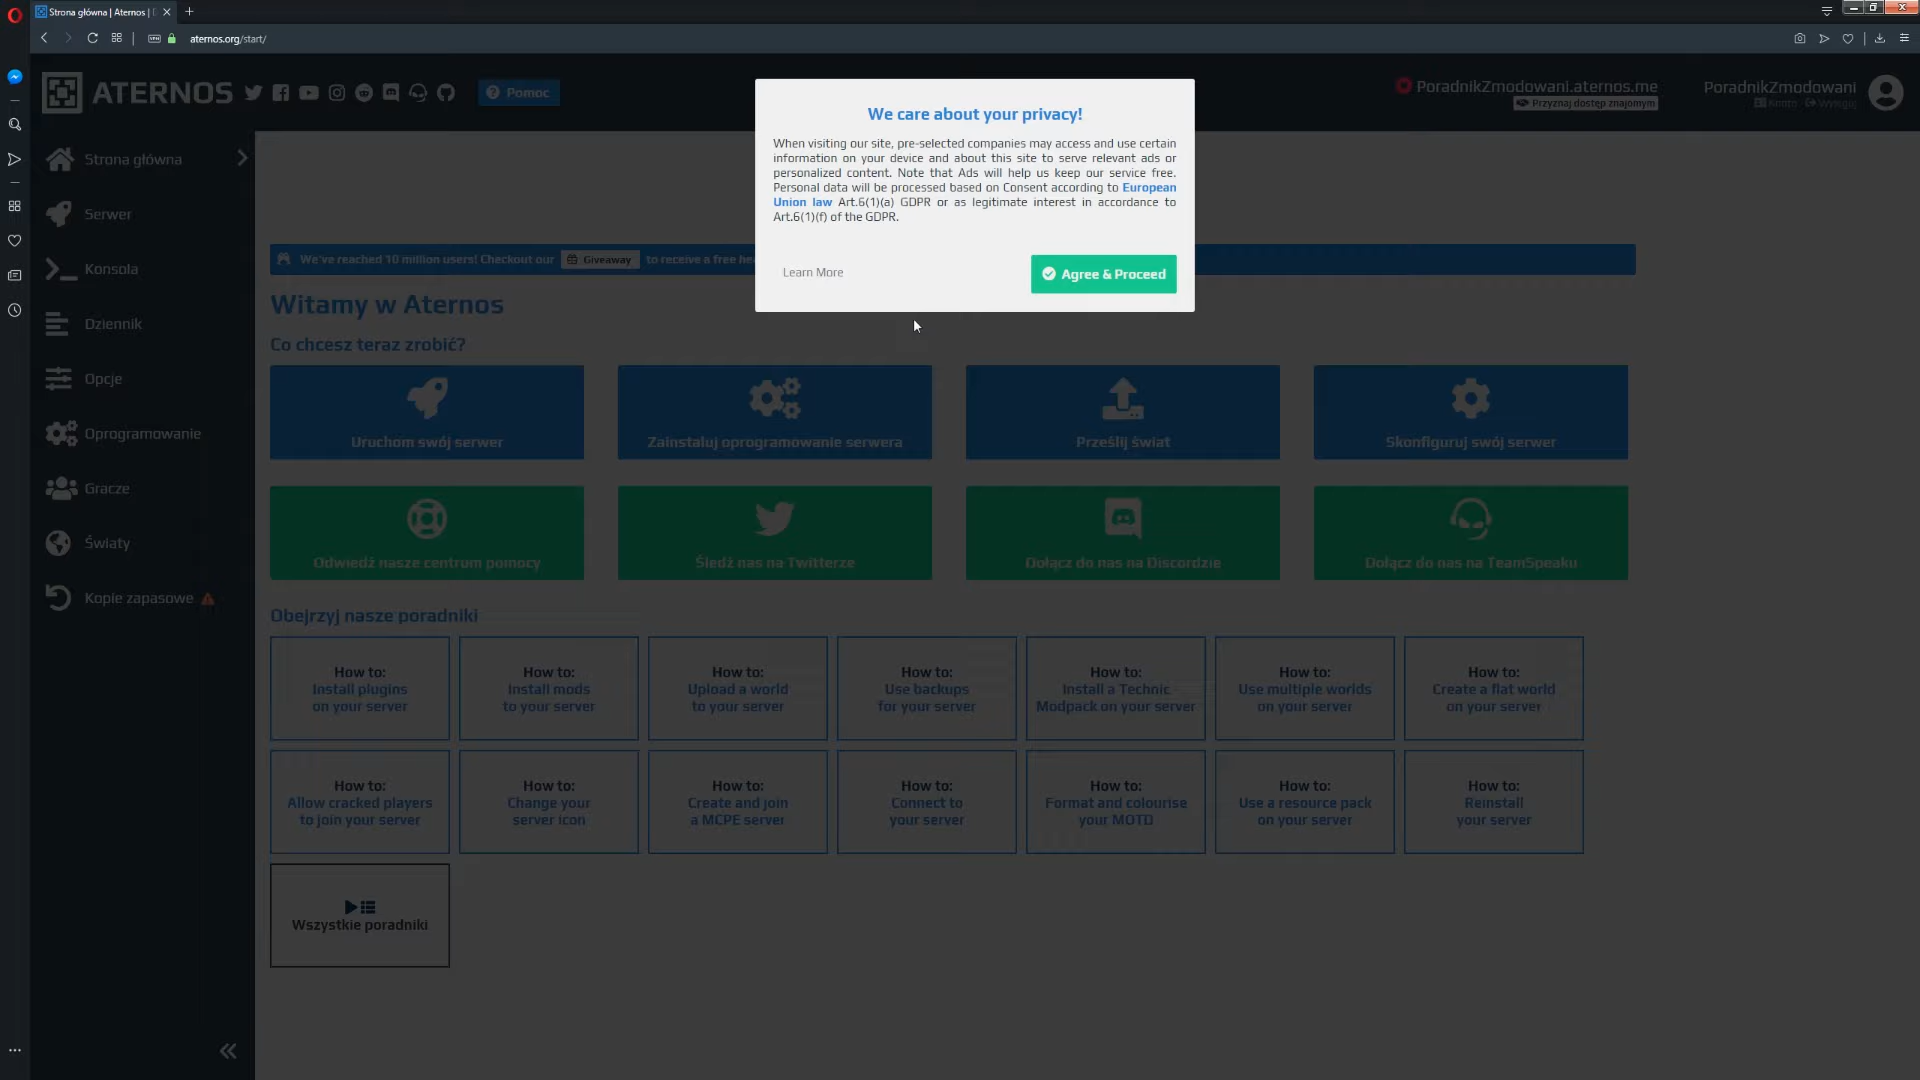 Strona główna | Aternos |
VPN
aternos.org/start/
ATERNOS
Pomoc
PoradnikZmodowani.aternos.me
Przyznaj dostęp znajomym
PoradnikZmodowani
Konto
Wyloguj
We care about your privacy!
When visiting our site, pre-selected companies may access and use certain
information on your device and about this site to serve relevant ads or
personalized content. Note that Ads will help us keep our service free.
Personal data will be processed based on Consent according to European
Union law Art.6(1)(a) GDPR or as legitimate interest in accordance to
Art.6(1)(f) of the GDPR.
Learn More
Agree & Proceed
Strona główna
Serwer
Konsola
Dziennik
Opcje
Oprogramowanie
Gracze
Światy
Kopie zapasowe
We've reached 10 million users! Checkout our Giveaway to receive a free
Witamy w Aternos
Co chcesz teraz zrobić?
Uruchom swój serwer
Zainstaluj oprogramowanie serwera
Prześlij świat
Skonfiguruj swój serwer
Odwiedź nasze centrum pomocy
Śledź nas na Twitterze
Dołącz do nas na Discordzie
Dołącz do nas na TeamSpeaku
Obejrzyj nasze poradniki
How to:
Install plugins
on your server
How to:
Install mods
to your server
How to:
Upload a world
to your server
How to:
Use backups
for your server
How to:
Install a Technic
Modpack on your server
How to:
Use multiple worlds
on your server
How to:
Create a flat world
on your server
How to:
Allow cracked players
to join your server
How to:
Change your
server icon
How to:
Create and join
a MCPE server
How to:
Connect to
your server
How to:
Format and colourise
your MOTD
How to:
Use a resource pack
on your server
How to:
Reinstall
your server
Wszystkie poradniki